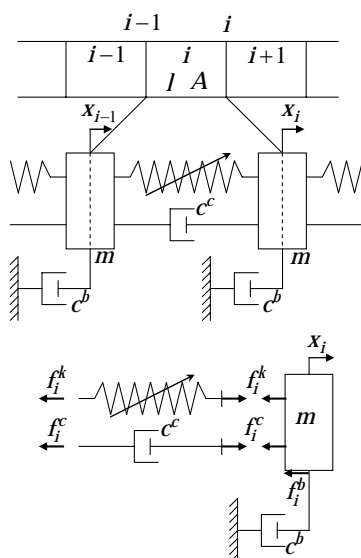 i−1 i
i−1 i i+1
l A
x_{i−1} x_i
c^c
m m
c^b c^b
x_i
f_i^k f_i^k
m
f_i^c c^c f_i^c
f_i^b
c^b